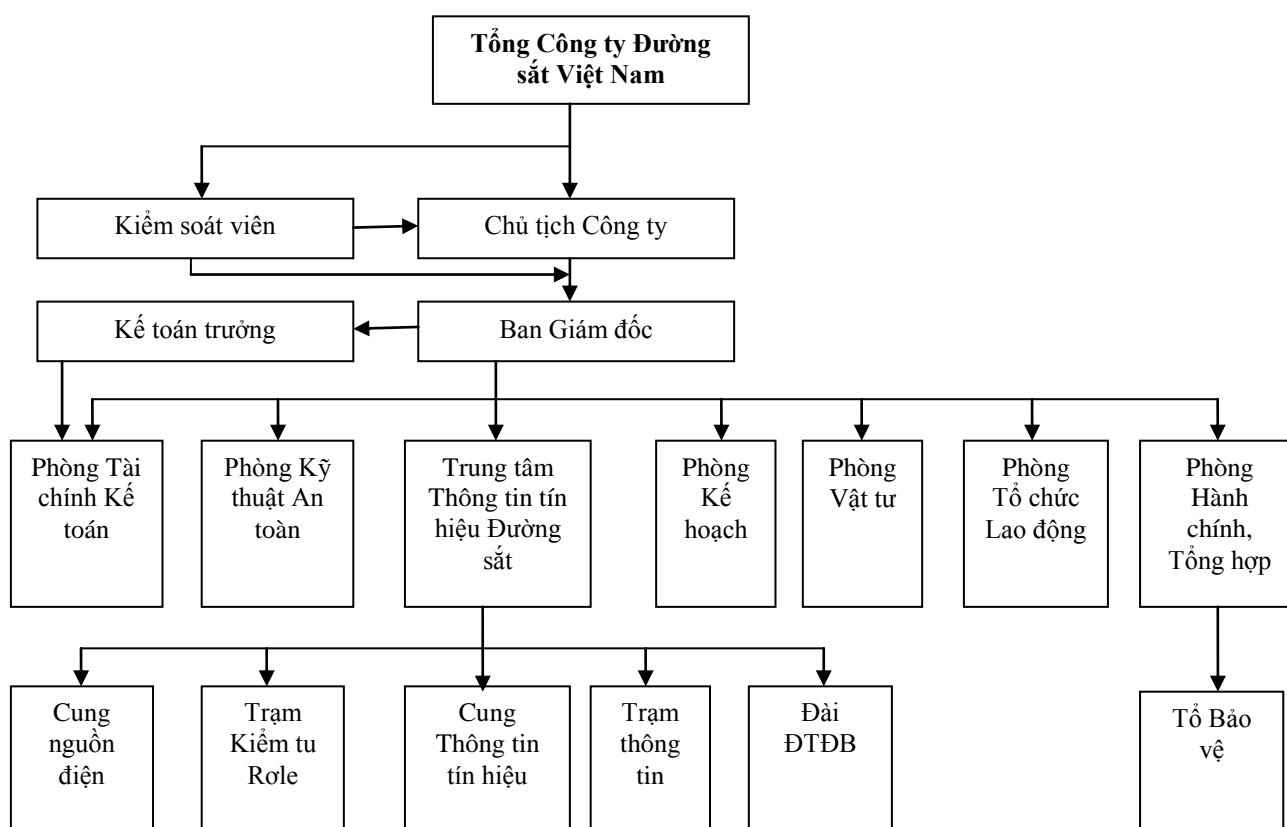 Tổng Công ty Đường
sắt Việt Nam
Kiểm soát viên
Chủ tịch Công ty
Kế toán trưởng
Ban Giám đốc
Phòng Tài
chính Kế
toán
Phòng Kỹ
thuật An
toàn
Trung tâm
Thông tin tín
hiệu Đường
sắt
Phòng
Kế
hoạch
Phòng
Vật tư
Phòng
Tổ chức
Lao động
Phòng
Hành
chính,
Tổng hợp
Cung
nguồn
điện
Trạm
Kiểm tu
Rơle
Cung
Thông tin
tín hiệu
Trạm
thông
tin
Đài
ĐTĐB
Tổ Bảo
vệ